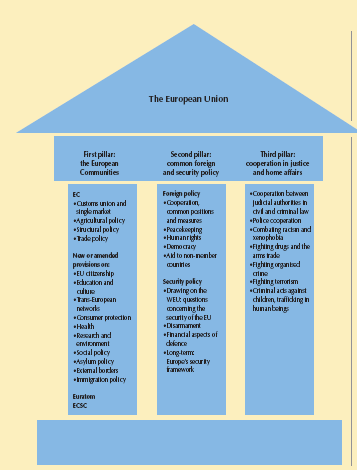 The European Union
First pillar:
the European
Communities
Second pillar:
common foreign
and security policy
Third pillar:
cooperation in justice
and home affairs
EC
•Customs union and
single market
•Agricultural policy
•Structural policy
•Trade policy
New or amended
provisions on:
•EU citizenship
•Education and
culture
•Trans-European
networks
•Consumer protection
•Health
•Research and
environment
•Social policy
•Asylum policy
•External borders
•Immigration policy
Euratom
ECSC
Foreign policy
•Cooperation,
common positions
and measures
•Peacekeeping
•Human rights
•Democracy
•Aid to non-member
countries
Security policy
•Drawing on the
WEU: questions
concerning the
security of the EU
•Disarmament
•Financial aspects of
defence
•Long-term:
Europe's security
framework
•Cooperation between
judicial authorities in
civil and criminal law
•Police cooperation
•Combating racism and
xenophobia
•Fighting drugs and the
arms trade
•Fighting organised
crime
•Fighting terrorism
•Criminal acts against
children, trafficking in
human beings